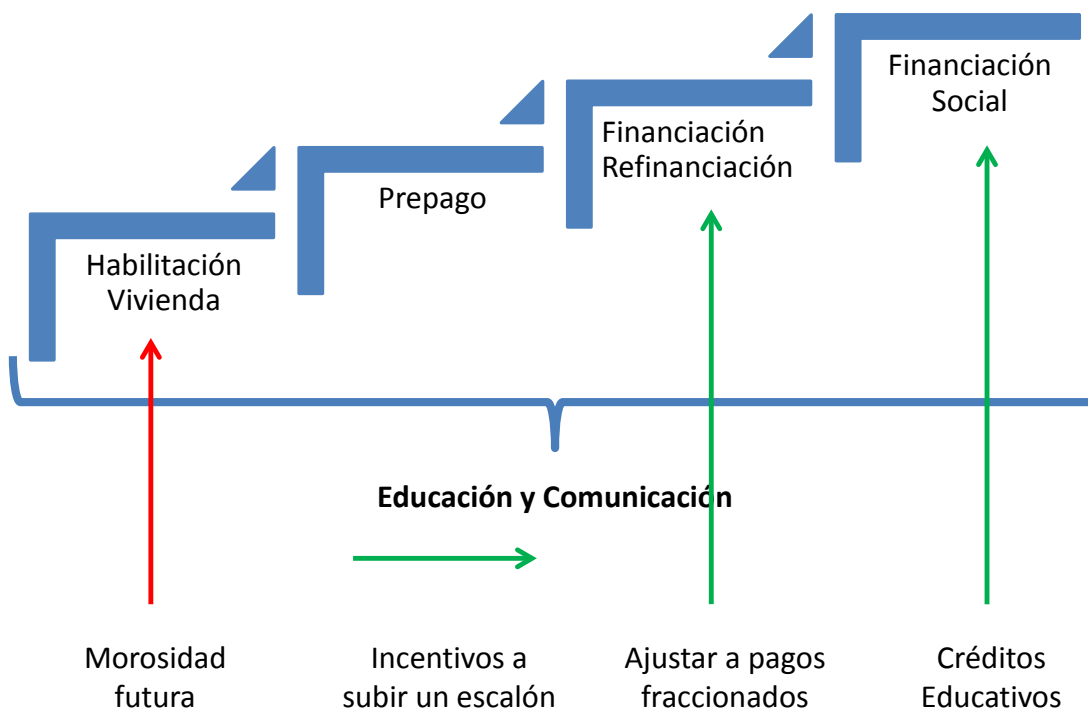 Habilitación
Vivienda
Prepago
Financiación
Refinanciación
Financiación
Social
Educación y Comunicación
Morosidad
futura
Incentivos a
subir un escalón
Ajustar a pagos
fraccionados
Créditos
Educativos